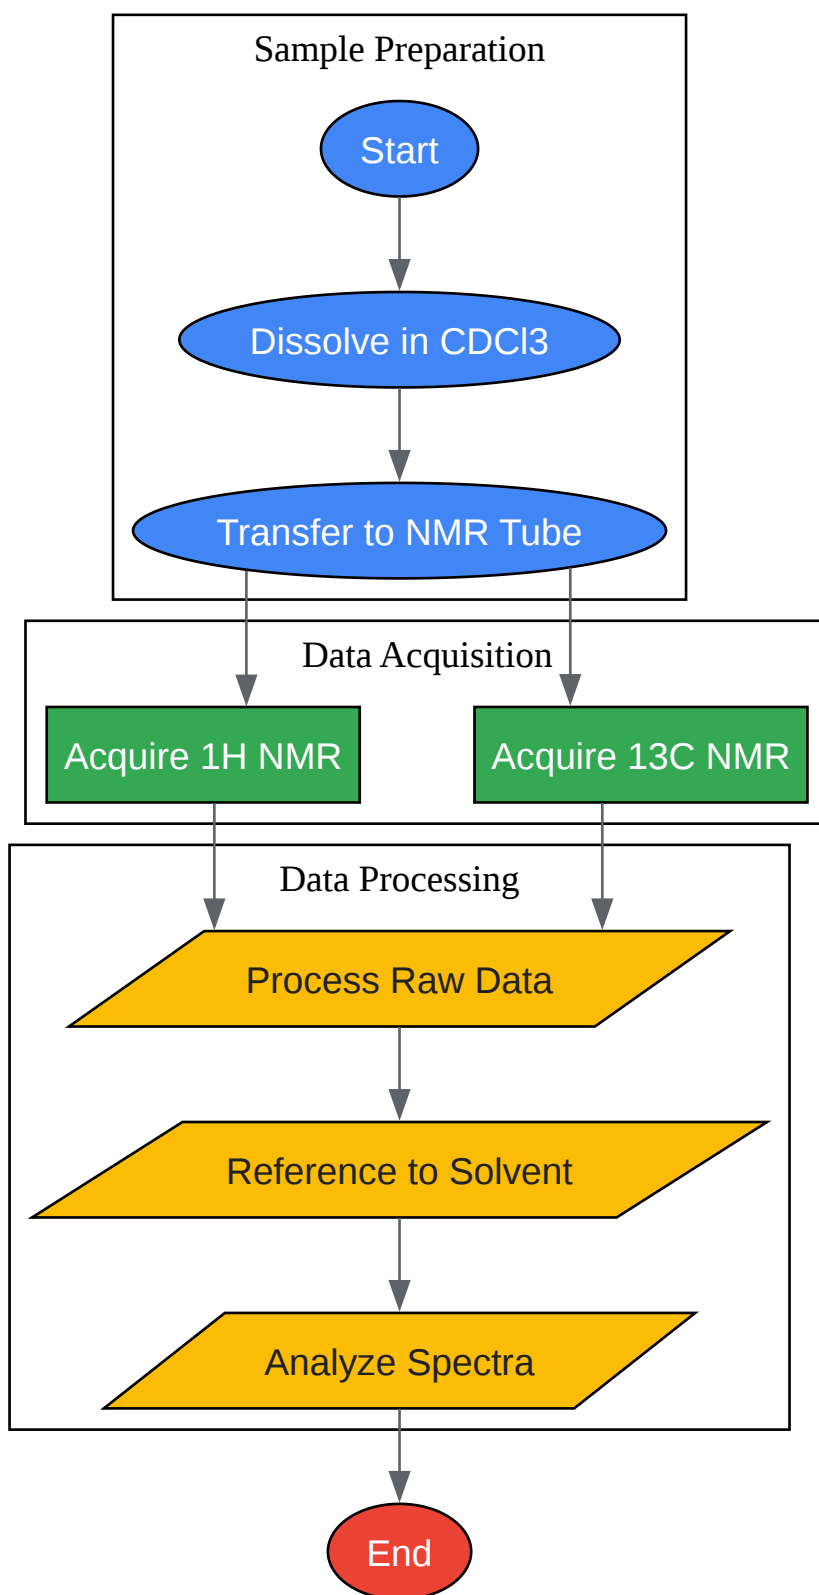 Sample Preparation
Start
Dissolve in CDCl3
Transfer to NMR Tube
Data Acquisition
Acquire 1H NMR
Acquire 13C NMR
Data Processing
Process Raw Data
Reference to Solvent
Analyze Spectra
End